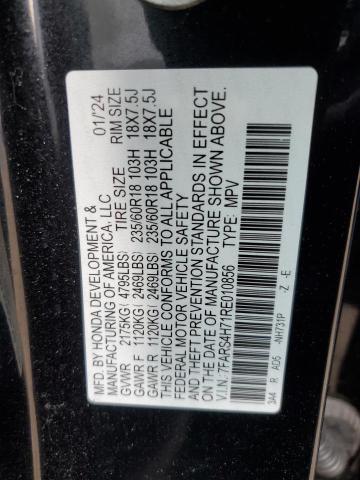 MFD. BY HONDA DEVELOPMENT & 01/'24
MANUFACTURING OF AMERICA, LLC
TIRE SIZE RIM SIZE
GVWR 2175KG( 4795LBS)
GAWR F 1120KG( 2469LBS) 235/60R18 103H 18X7.5J
GAWR R 1120KG( 2469LBS) 235/60R18 103H 18X7.5J
THIS VEHICLE CONFORMS TO ALL APPLICABLE
FEDERAL MOTOR VEHICLE SAFETY
AND THEFT PREVENTION STANDARDS IN EFFECT
ON THE DATE OF MANUFACTURE SHOWN ABOVE.
V.I.N.:7FARS4H71RE010856 TYPE: MPV
3A4 R AD5 -NH731P -Z -E